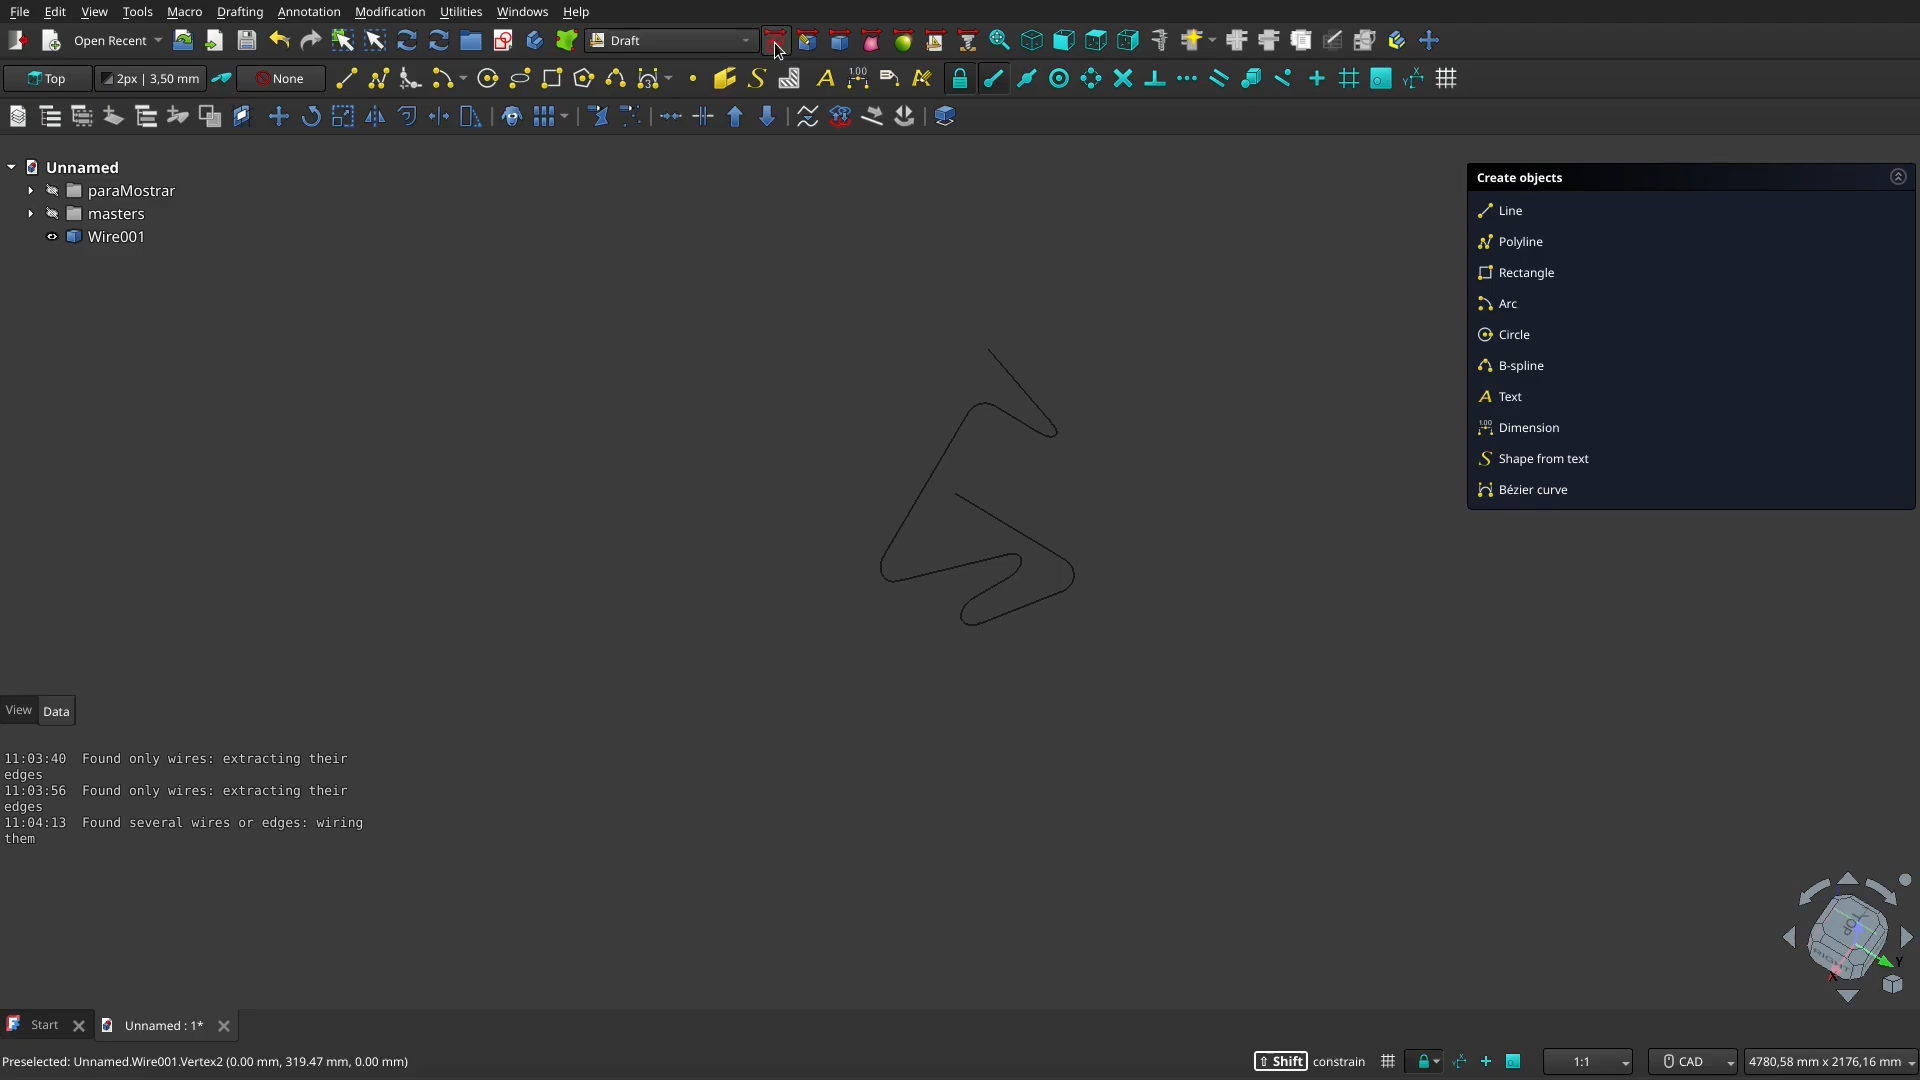 File Edit View Tools Macro Drafting Annotation Modification Utilities Windows Help
Open Recent Draft
Top 2px | 3,50 mm None
Unnamed
paraMostrar
masters
Wire001
Create objects
Line
Polyline
Rectangle
Arc
Circle
B-spline
Text
Dimension
Shape from text
Bézier curve
View Data
11:03:40 Found only wires: extracting their
edges
11:03:56 Found only wires: extracting their
edges
11:04:13 Found several wires or edges: wiring
them
TOP
RIGHT
X Y
Start Unnamed : 1*
Preselected: Unnamed.Wire001.Vertex2 (0.00 mm, 319.47 mm, 0.00 mm)
⇧ Shift constrain 1:1 CAD 4780,58 mm x 2176,16 mm